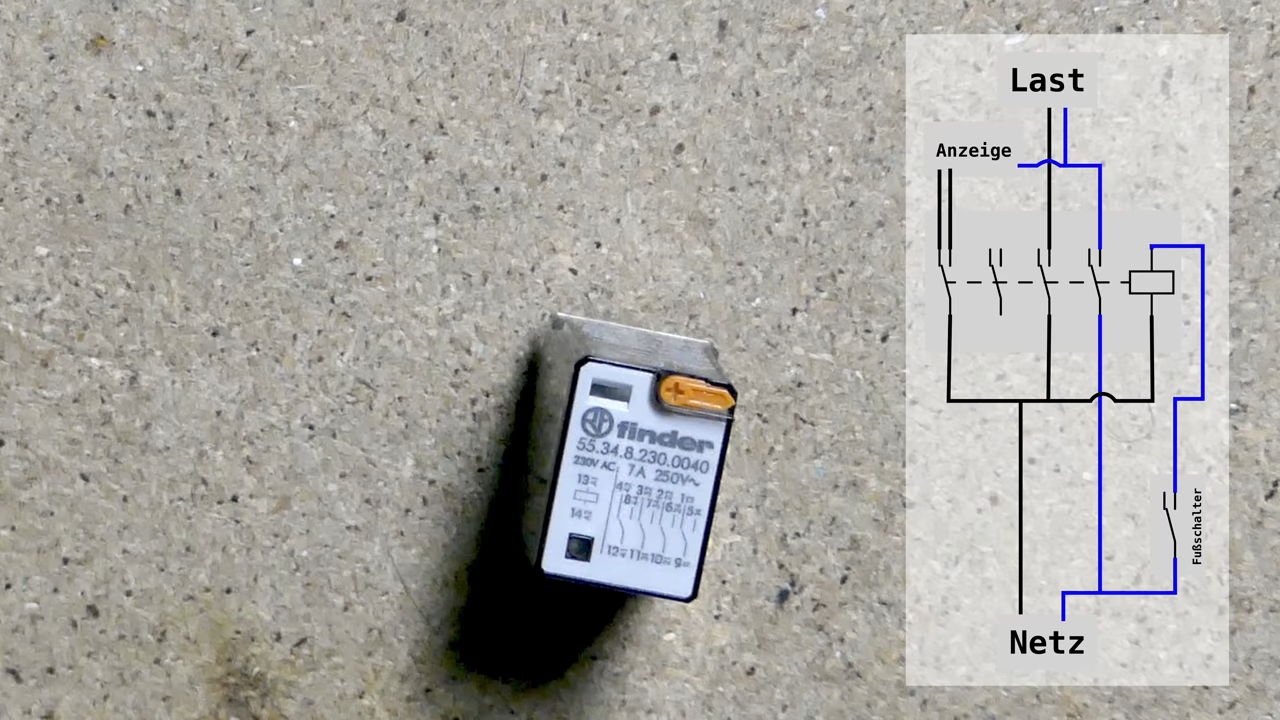 finder
55.34.8.230.0040
230V AC 7A 250V~
13
4 3 2 1
8 7 6 5
14
12 11 10 9
Last
Anzeige
Fußschalter
Netz